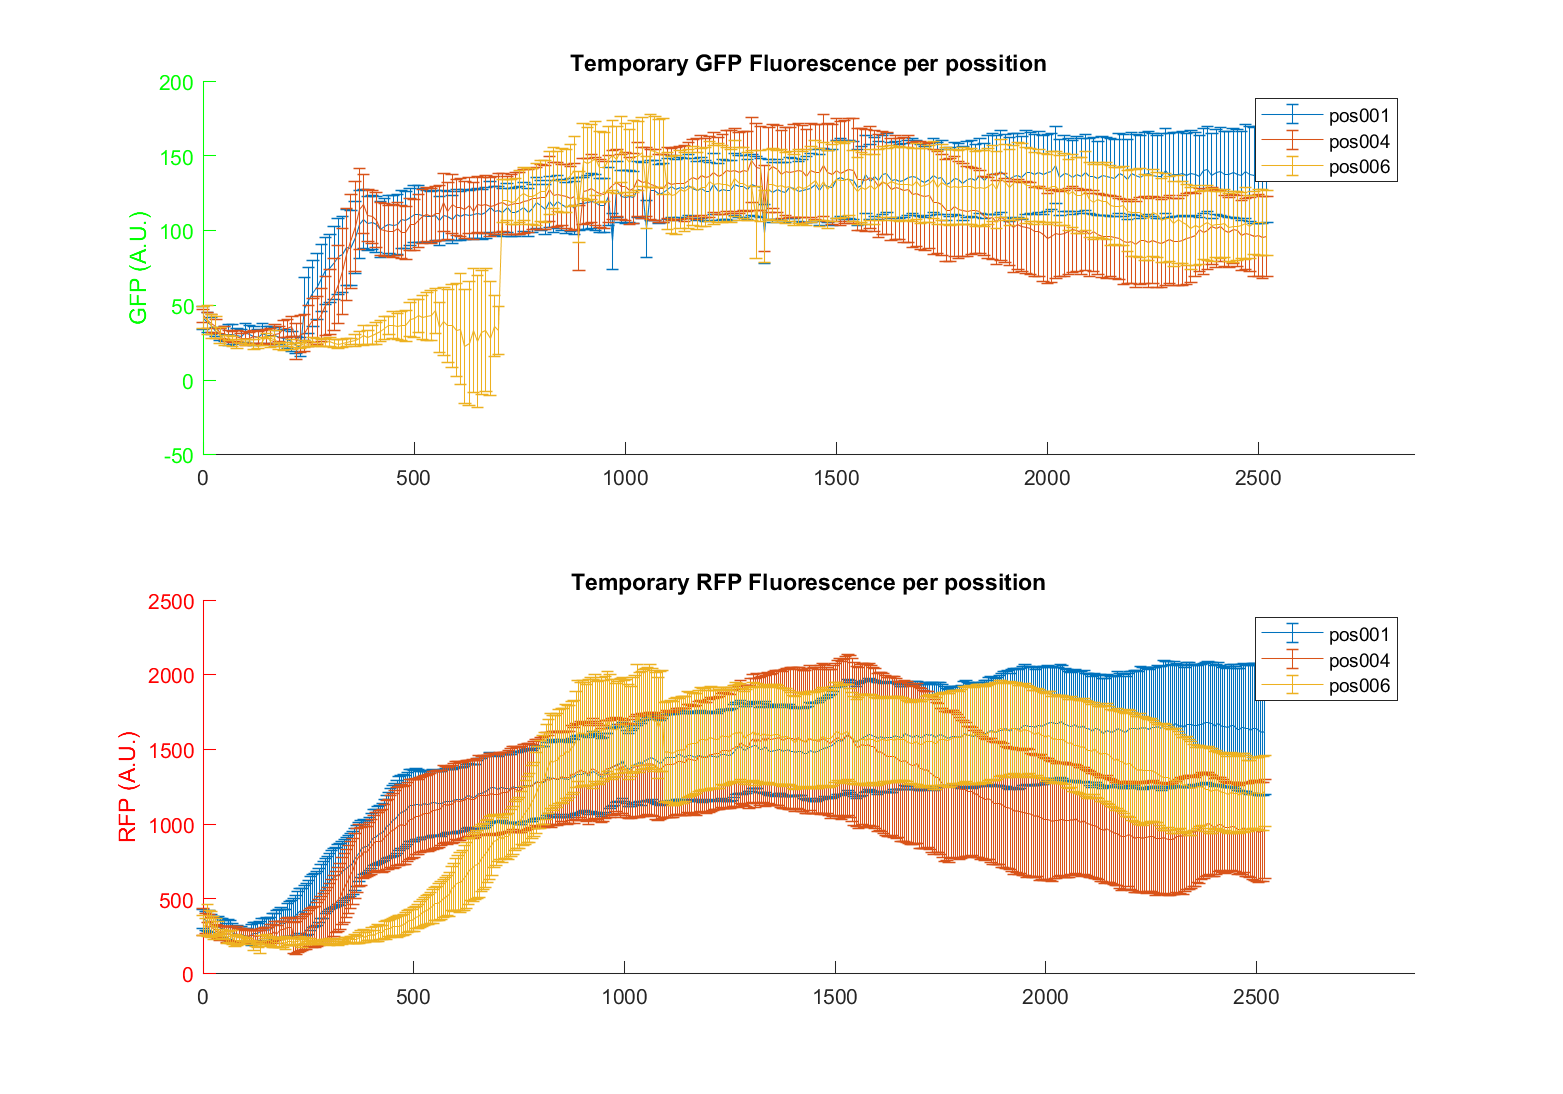 Temporary GFP Fluorescence per possition
200
150
100
50
0
-50
GFP (A.U.)
0 500 1000 1500 2000 2500
pos001
pos004
pos006
Temporary RFP Fluorescence per possition
2500
2000
1500
1000
500
0
RFP (A.U.)
0 500 1000 1500 2000 2500
pos001
pos004
pos006